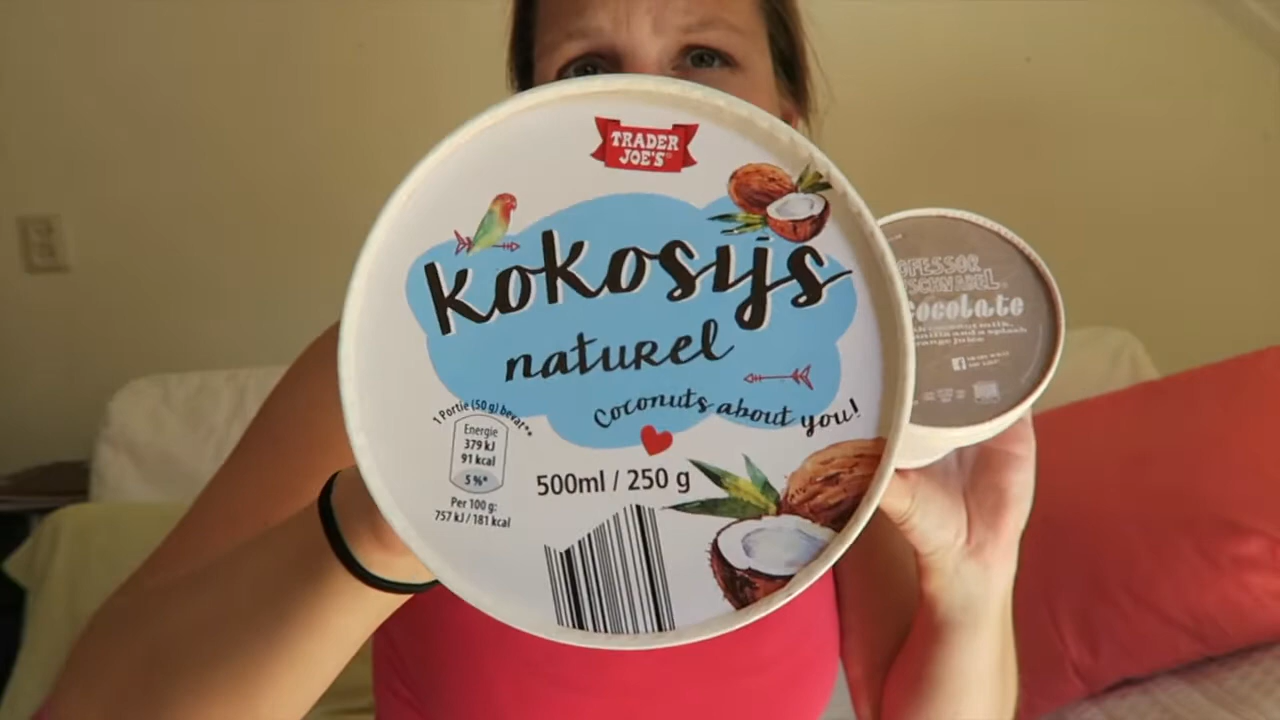 TRADER
JOE'S
kokosijs
naturel
Coconuts about you!
1 Portie (50 g) bevat**
Energie
379 kJ
91 kcal
5 %*
Per 100 g:
757 kJ / 181 kcal
500ml / 250 g